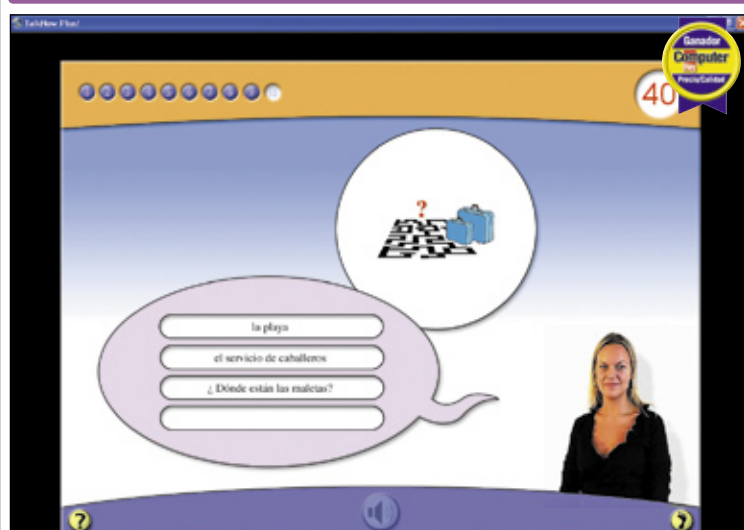 TalkNow Plus!
Ganador
Computer
Precio/Calidad
40
la playa
el servicio de caballeros
¿ Dónde están las maletas?
?
?